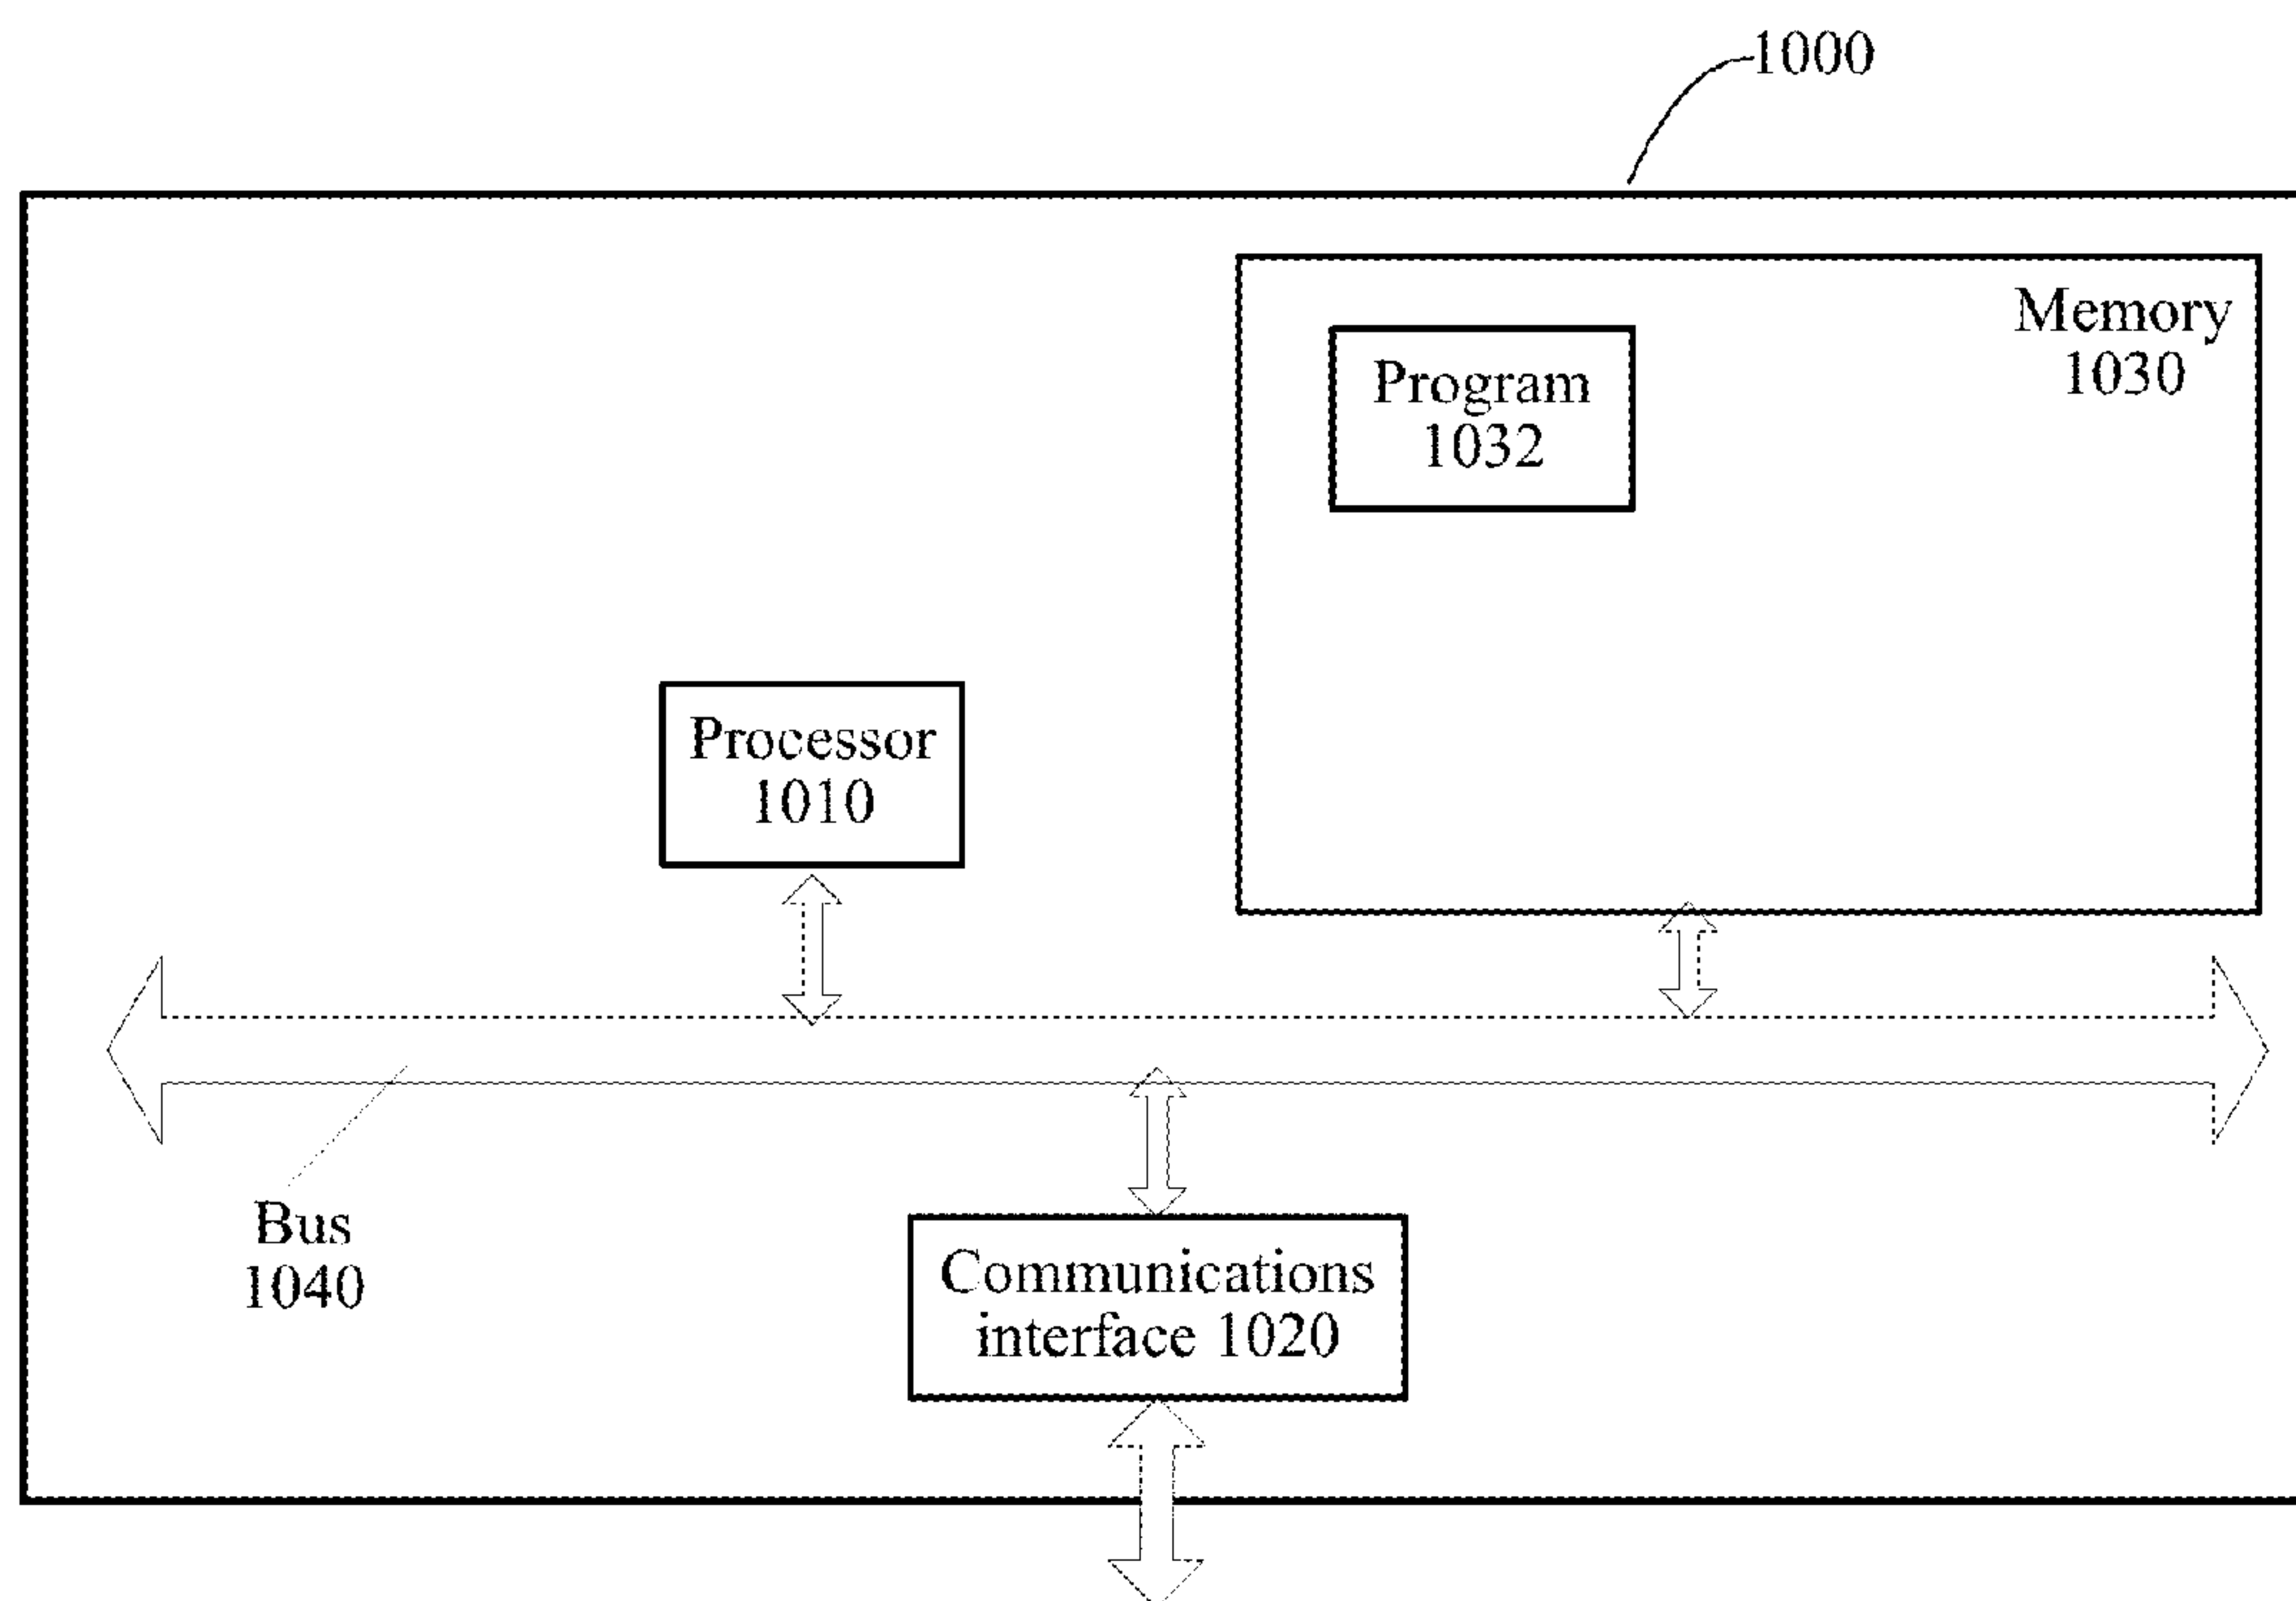 1000
Memory
1030
Program
1032
Processor
1010
Bus
1040
Communications
interface 1020